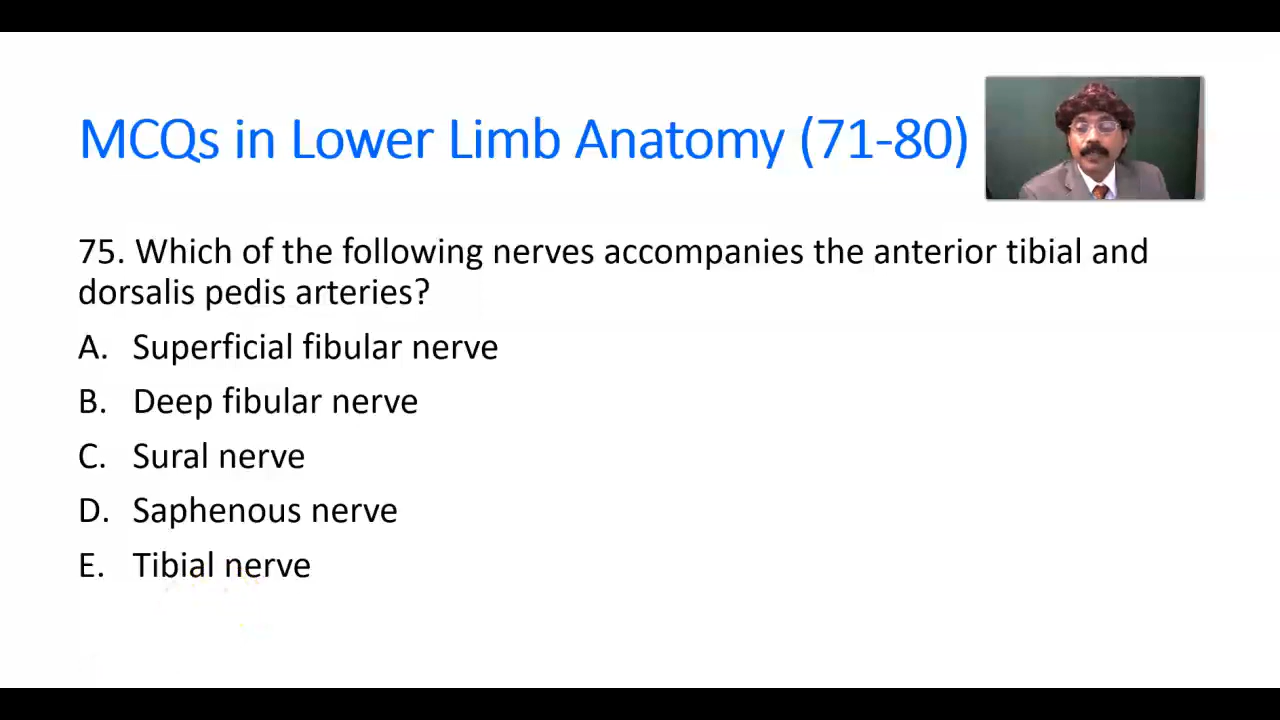 MCQs in Lower Limb Anatomy (71-80)
75. Which of the following nerves accompanies the anterior tibial and
dorsalis pedis arteries?
A. Superficial fibular nerve
B. Deep fibular nerve
C. Sural nerve
D. Saphenous nerve
E. Tibial nerve